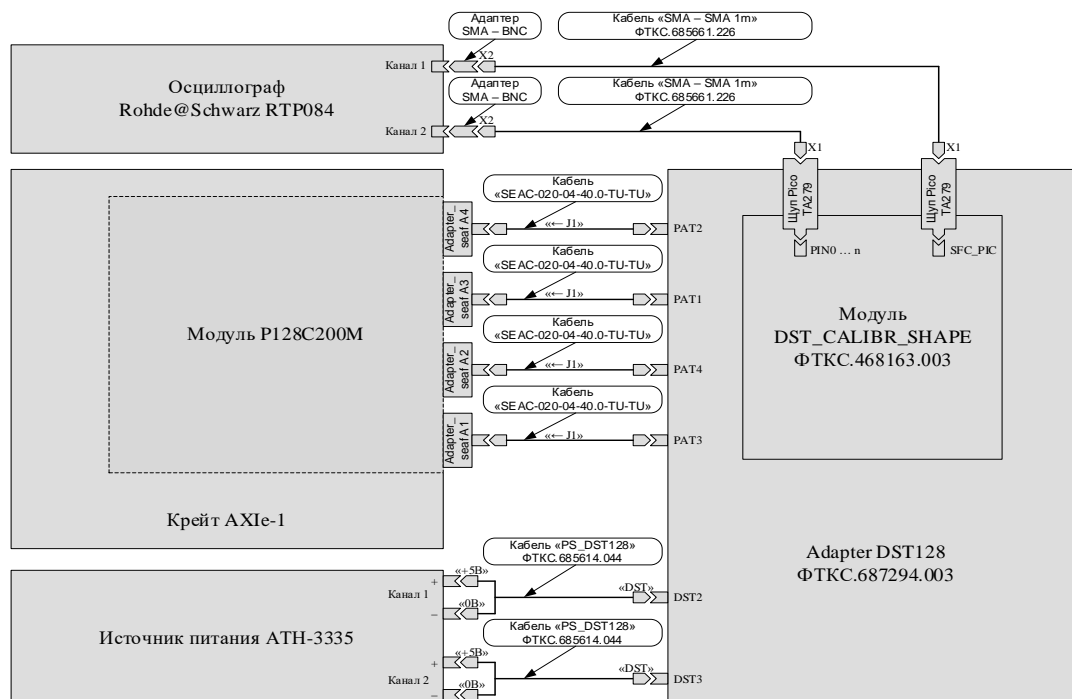 Адаптер
SMA – BNC
Кабель «SMA – SMA 1m»
ФТКС.685661.226
Канал 1
X2
Осциллограф
Rohde@Schwarz RTP084
Адаптер
SMA – BNC
Кабель «SMA – SMA 1m»
ФТКС.685661.226
Канал 2
X2
X1
X1
Щуп Pico
TA279
Щуп Pico
TA279
PIN0 ... n
SFC_PIC
Модуль
DST_CALIBR_SHAPE
ФТКС.468163.003
Кабель
«SEAC-020-04-40.0-TU-TU»
Adapter_
seaf A4
«← J1»
PAT2
Кабель
«SEAC-020-04-40.0-TU-TU»
Adapter_
seaf A3
«← J1»
PAT1
Модуль P128C200M
Кабель
«SEAC-020-04-40.0-TU-TU»
Adapter_
seaf A2
«← J1»
PAT4
Кабель
«SEAC-020-04-40.0-TU-TU»
Adapter_
seaf A1
«← J1»
PAT3
Крейт AXIe-1
Adapter DST128
ФТКС.687294.003
Кабель «PS_DST128»
ФТКС.685614.044
Канал 1
+
«+5В»
–
«0В»
«DST»
DST2
Источник питания ATH-3335
Кабель «PS_DST128»
ФТКС.685614.044
Канал 2
+
«+5В»
–
«0В»
«DST»
DST3